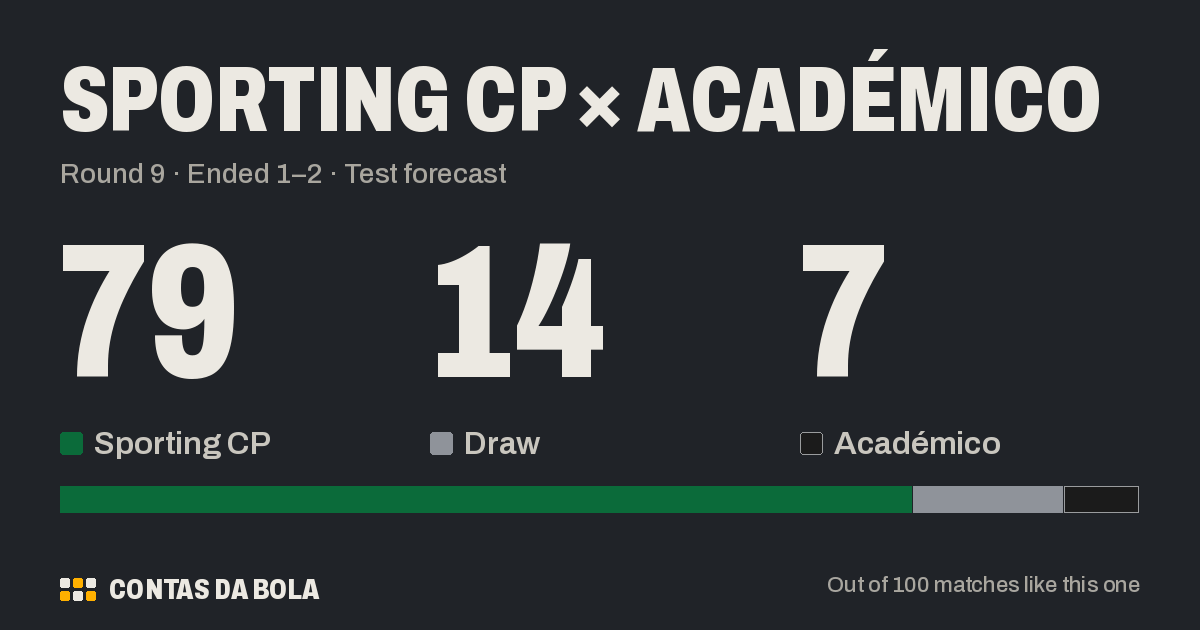 SPORTING CP × ACADÉMICO
Round 9 · Ended 1–2 · Test forecast
79 14 7
Sporting CP Draw Académico
CONTAS DA BOLA
Out of 100 matches like this one